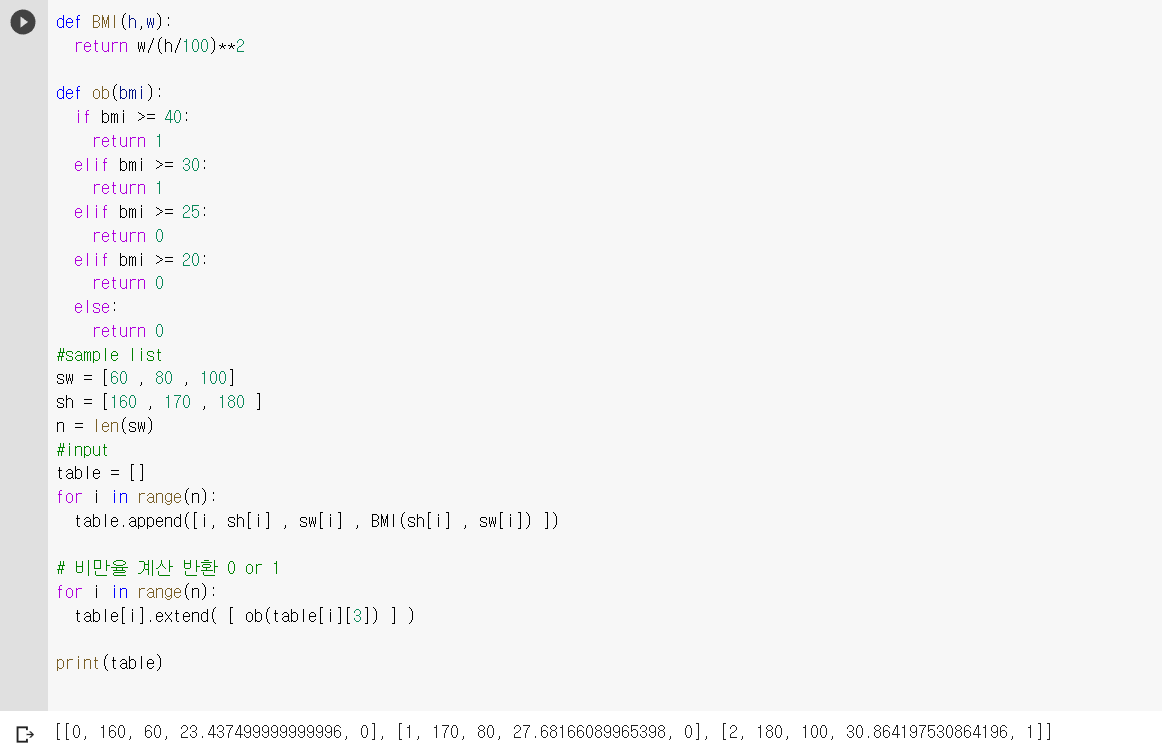 def BMI(h,w):
  return w/(h/100)**2

def ob(bmi):
  if bmi >= 40:
    return 1
  elif bmi >= 30:
    return 1
  elif bmi >= 25:
    return 0
  elif bmi >= 20:
    return 0
  else:
    return 0
#sample list
sw = [60 , 80 , 100]
sh = [160 , 170 , 180 ]
n = len(sw)
#input
table = []
for i in range(n):
  table.append([i, sh[i] , sw[i] , BMI(sh[i] , sw[i]) ])

# 비만율 계산 반환 0 or 1
for i in range(n):
  table[i].extend( [ ob(table[i][3]) ] )

print(table)

[[0, 160, 60, 23.437499999999996, 0], [1, 170, 80, 27.68166089965398, 0], [2, 180, 100, 30.864197530864196, 1]]